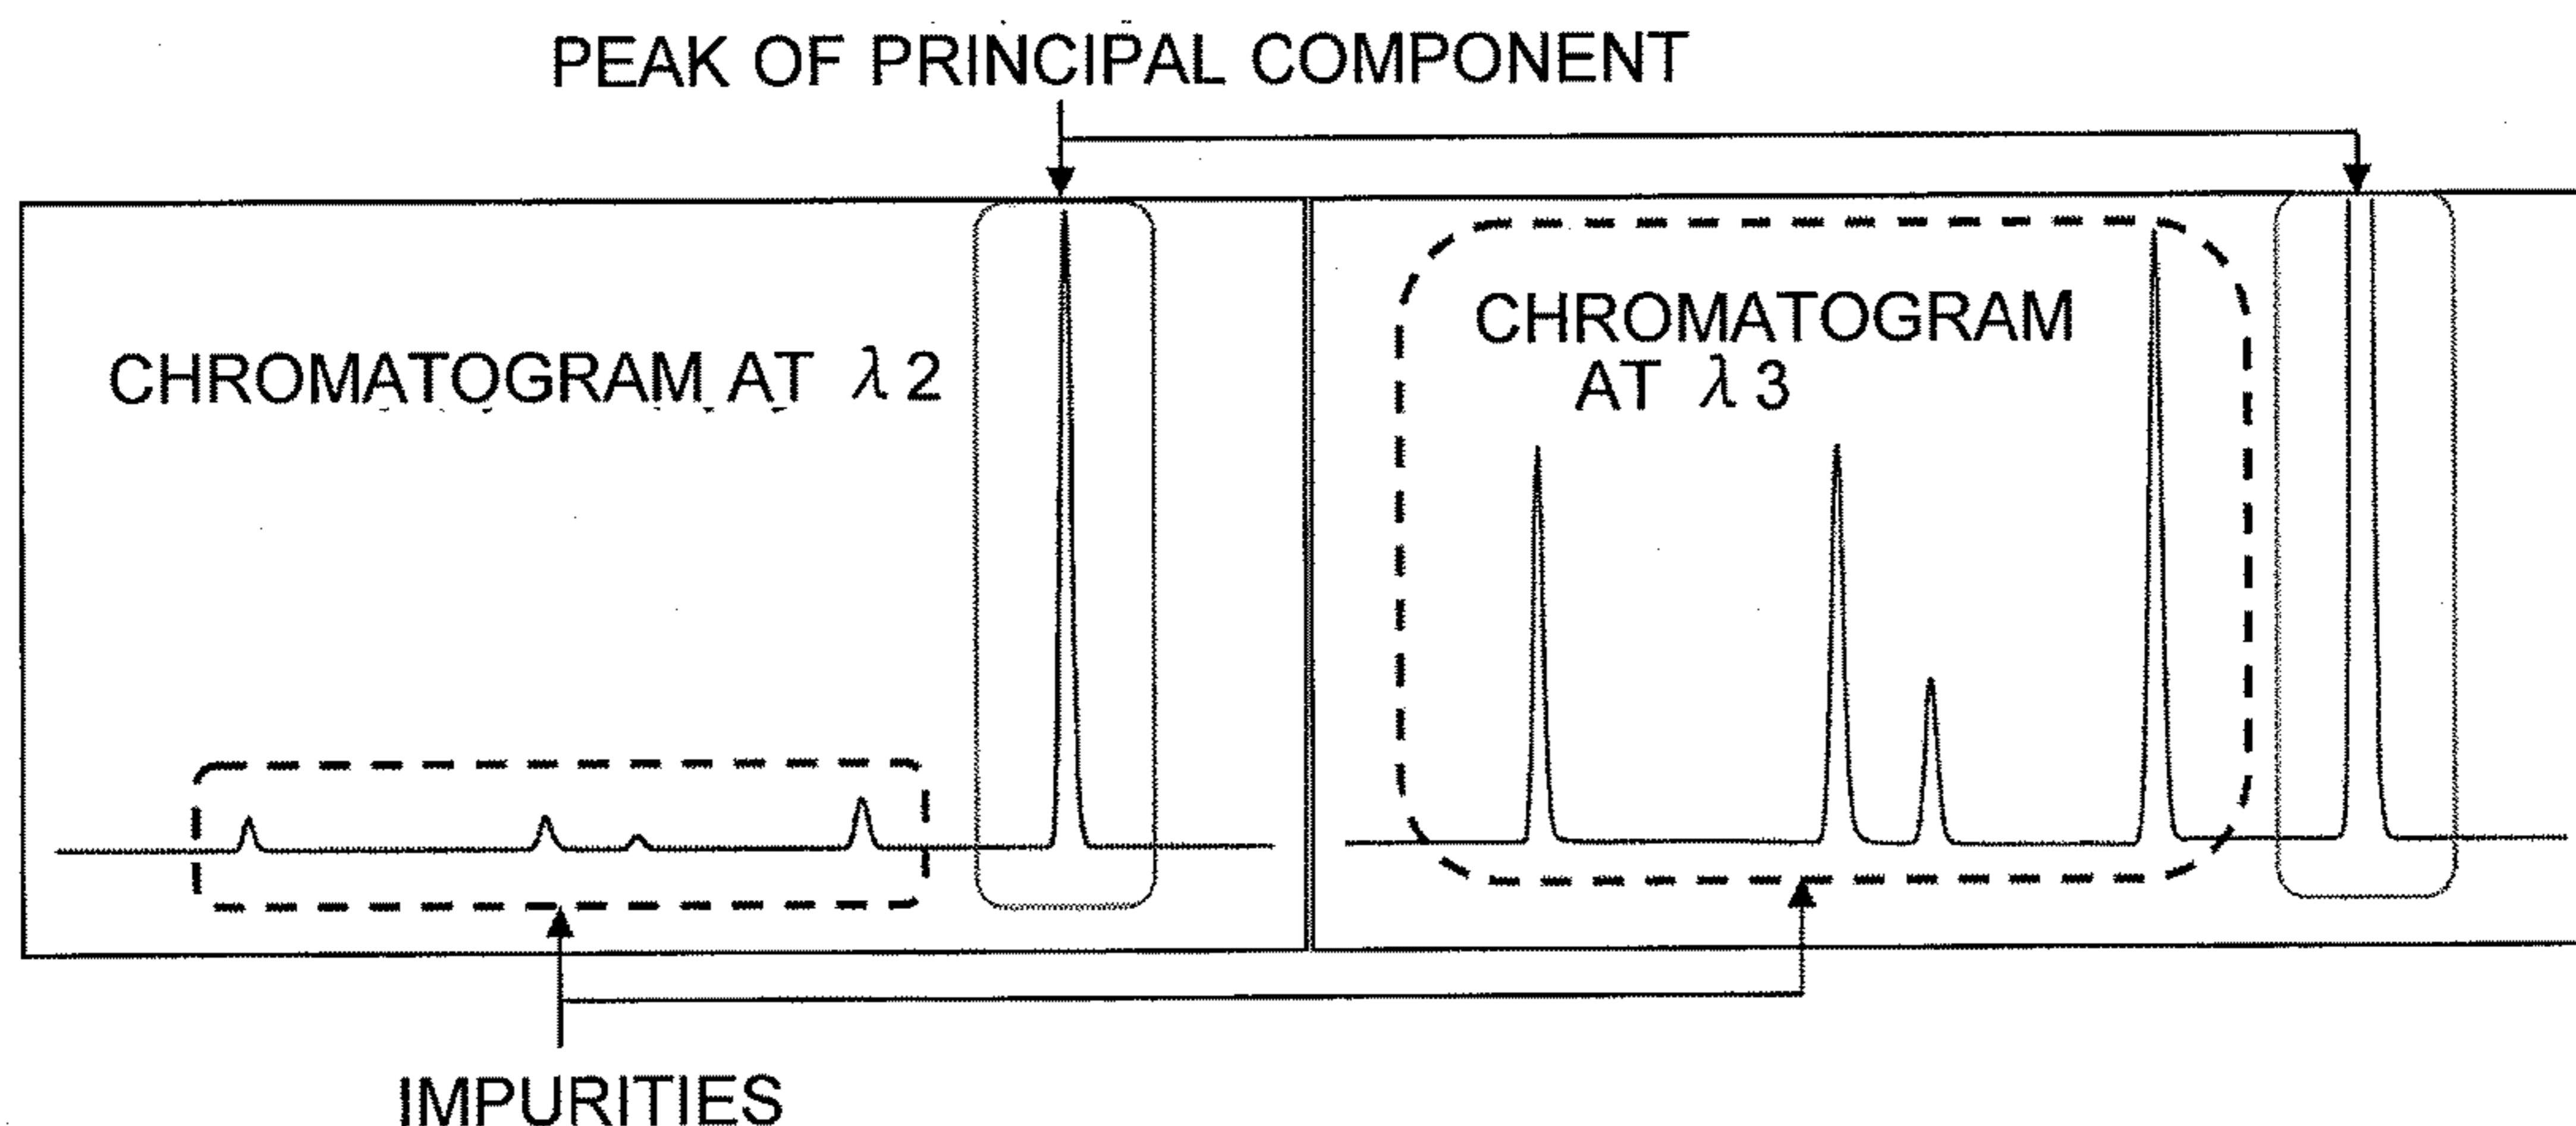 PEAK OF PRINCIPAL COMPONENT
CHROMATOGRAM AT λ2
CHROMATOGRAM
AT λ3
IMPURITIES